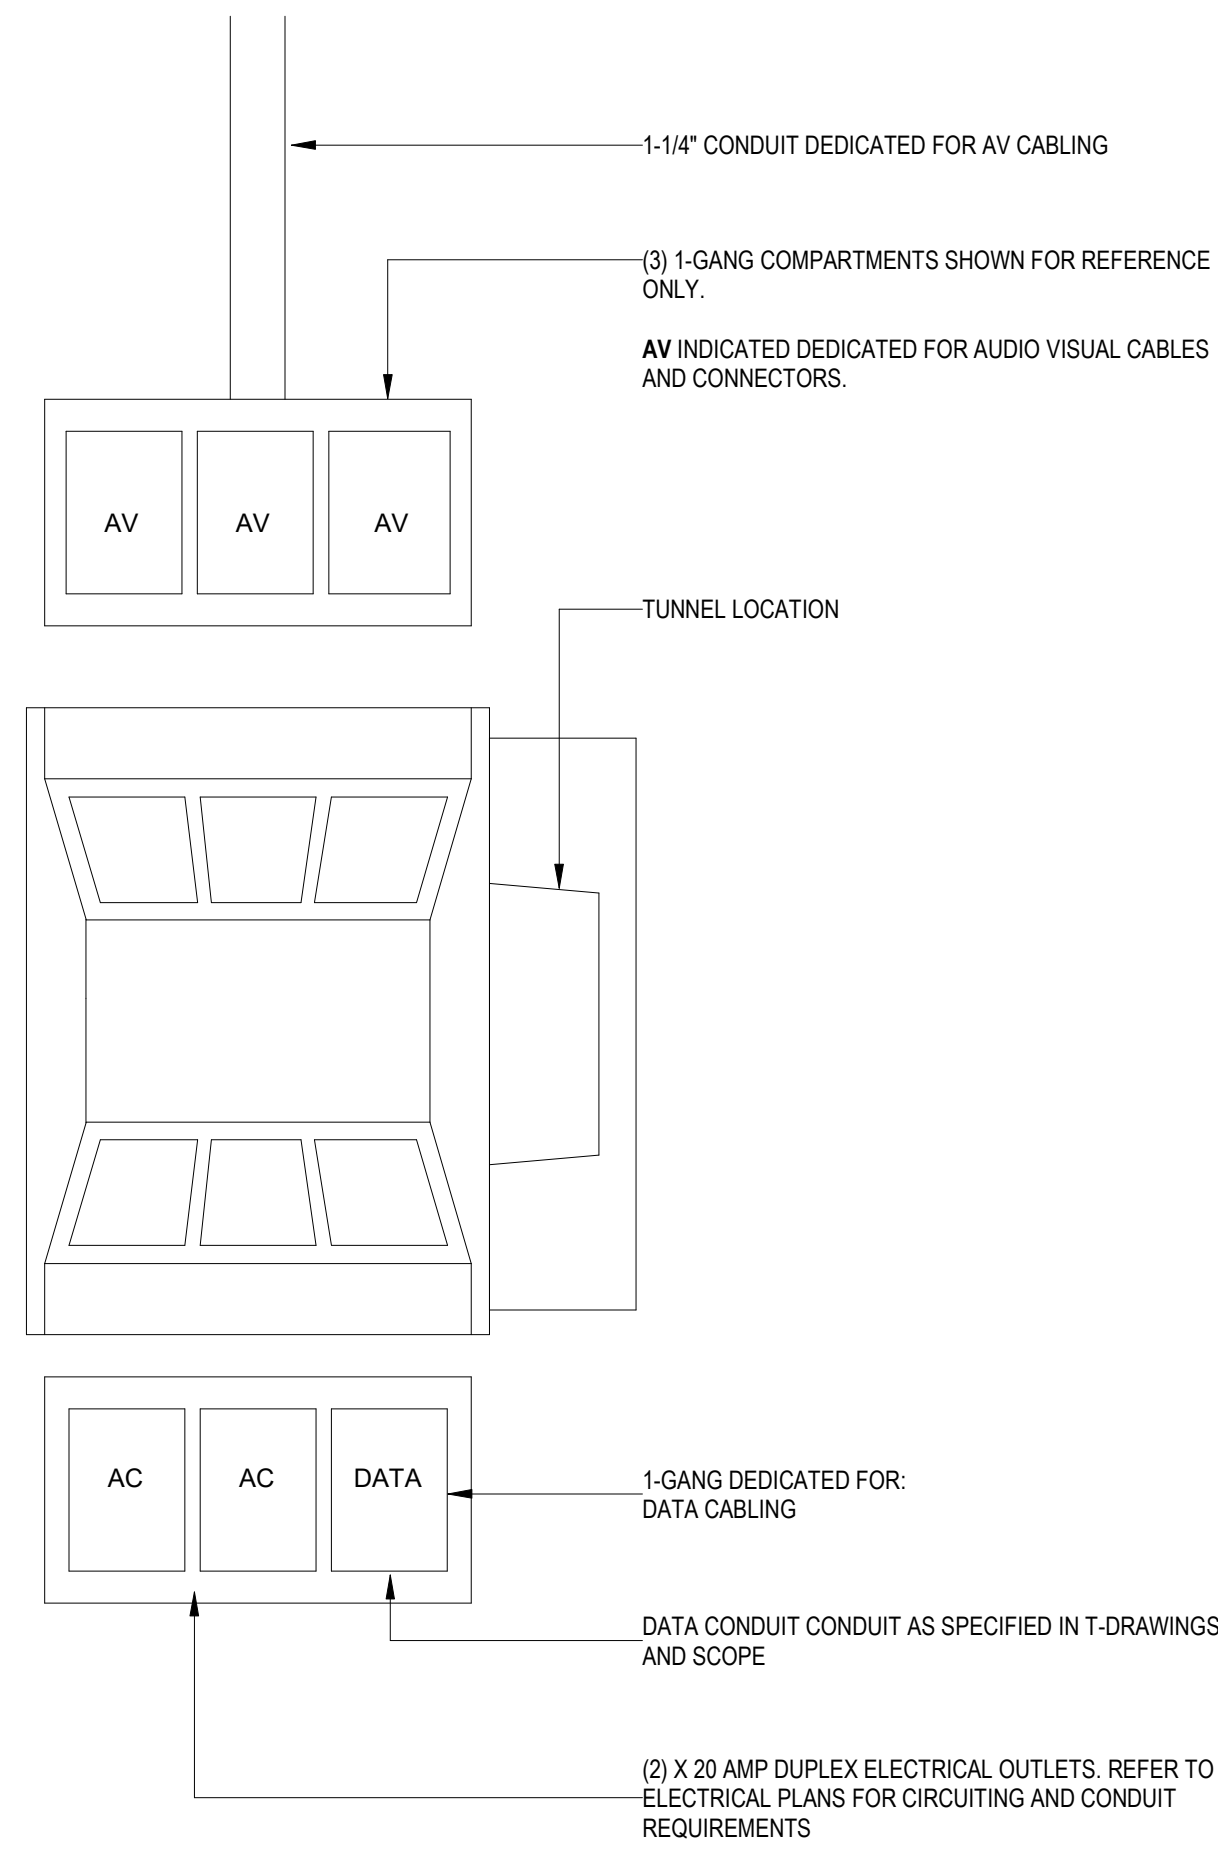 1-1/4" CONDUIT DEDICATED FOR AV CABLING
(3) 1-GANG COMPARTMENTS SHOWN FOR REFERENCE
ONLY.
AV INDICATED DEDICATED FOR AUDIO VISUAL CABLES
AND CONNECTORS.
AV AV AV
TUNNEL LOCATION
AC AC DATA
1-GANG DEDICATED FOR:
DATA CABLING
DATA CONDUIT CONDUIT AS SPECIFIED IN T-DRAWINGS
AND SCOPE
(2) X 20 AMP DUPLEX ELECTRICAL OUTLETS. REFER TO
ELECTRICAL PLANS FOR CIRCUITING AND CONDUIT
REQUIREMENTS